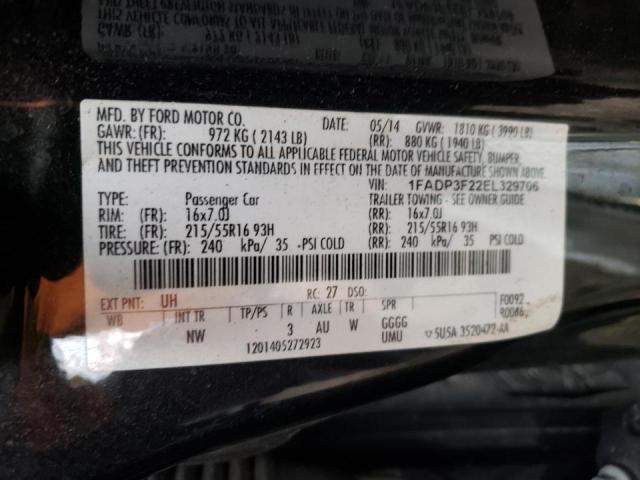 MFD. BY FORD MOTOR CO. DATE: 05/14 GVWR: 1810 KG ( 3990 LB)
GAWR: (FR): 972 KG ( 2143 LB) (RR): 880 KG ( 1940 LB)
THIS VEHICLE CONFORMS TO ALL APPLICABLE FEDERAL MOTOR VEHICLE SAFETY, BUMPER,
AND THEFT PREVENTION STANDARDS IN EFFECT ON THE DATE OF MANUFACTURE SHOWN ABOVE.
VIN: 1FADP3F22EL329706
TYPE: Passenger Car TRAILER TOWING - SEE OWNER GUIDE
RIM: (FR): 16x7.0J (RR): 16x7.0J
TIRE: (FR): 215/55R16 93H (RR): 215/55R16 93H
PRESSURE: (FR): 240 kPa/ 35 -PSI COLD (RR): 240 kPa/ 35 PSI COLD
EXT PNT: UH RC: 27 DSO: F0092
WB INT TR TP/PS R AXLE TR SPR
NW - 3 AU W GGGG
UMU
1201405272923
5USA 3520472-AA